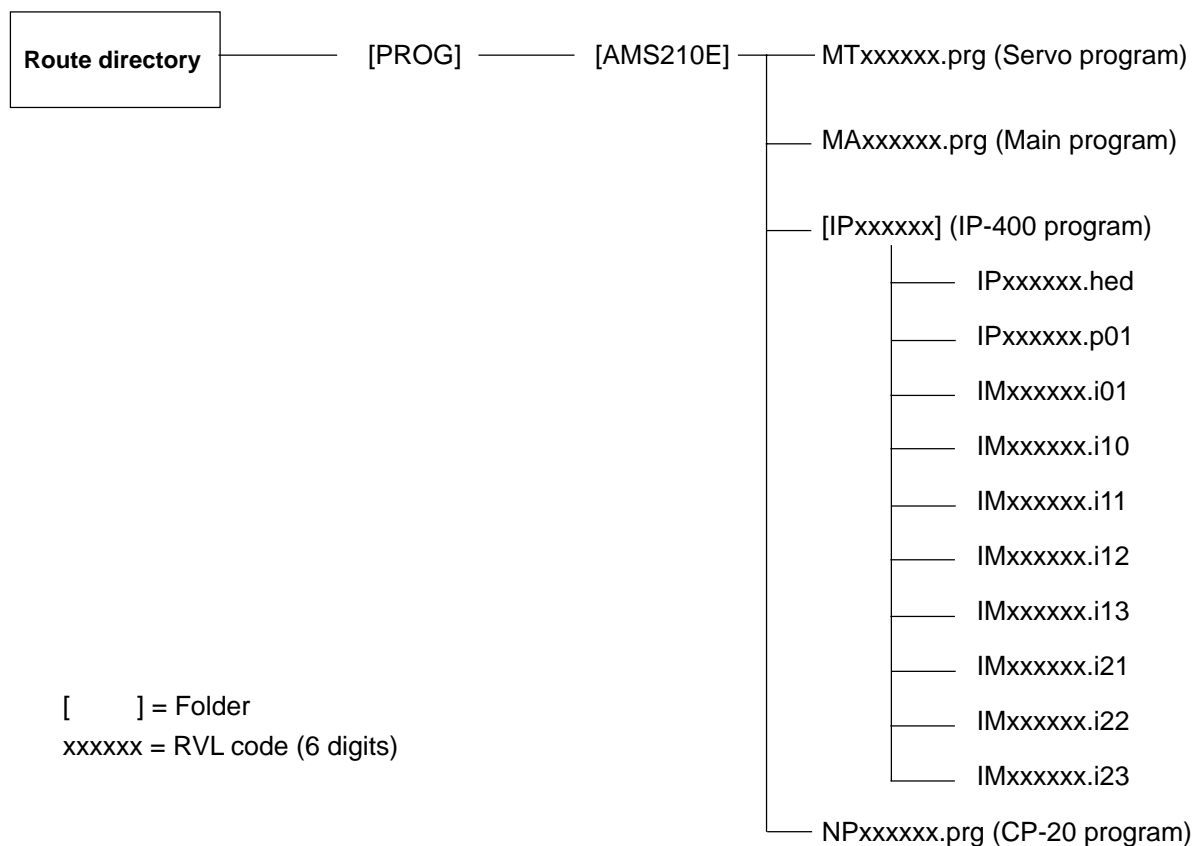 Route directory [PROG] [AMS210E] MTxxxxxx.prg (Servo program)
MAxxxxxx.prg (Main program)
[IPxxxxxx] (IP-400 program)
IPxxxxxx.hed
IPxxxxxx.p01
IMxxxxxx.i01
IMxxxxxx.i10
IMxxxxxx.i11
IMxxxxxx.i12
IMxxxxxx.i13
IMxxxxxx.i21
[ ] = Folder
IMxxxxxx.i22
xxxxxx = RVL code (6 digits)
IMxxxxxx.i23
NPxxxxxx.prg (CP-20 program)